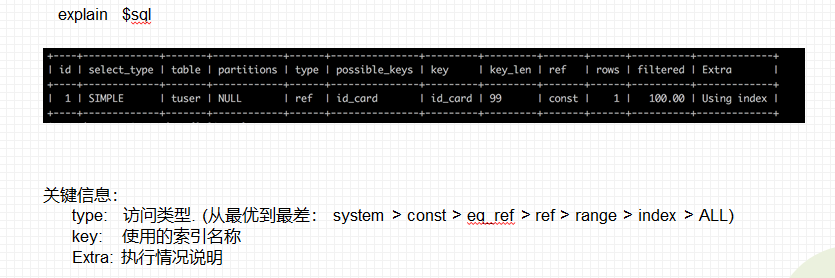 explain $sql
+----+-------------+-------+------------+------+---------------+---------+---------+-------+------+----------+-------------+
| id | select_type | table | partitions | type | possible_keys | key | key_len | ref | rows | filtered | Extra |
+----+-------------+-------+------------+------+---------------+---------+---------+-------+------+----------+-------------+
| 1 | SIMPLE | tuser | NULL | ref | id_card | id_card | 99 | const | 1 | 100.00 | Using index |
+----+-------------+-------+------------+------+---------------+---------+---------+-------+------+----------+-------------+
关键信息：
type: 访问类型. (从最优到最差： system > const > eq_ref > ref > range > index > ALL)
key: 使用的索引名称
Extra: 执行情况说明